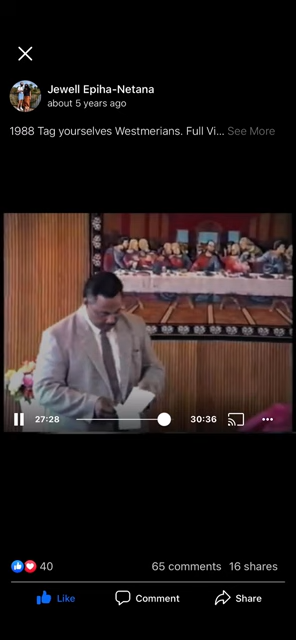 Jewell Epiha-Netana
about 5 years ago
1988 Tag yourselves Westmerians. Full Vi... See More
27:28
30:36
40
65 comments 16 shares
Like Comment Share